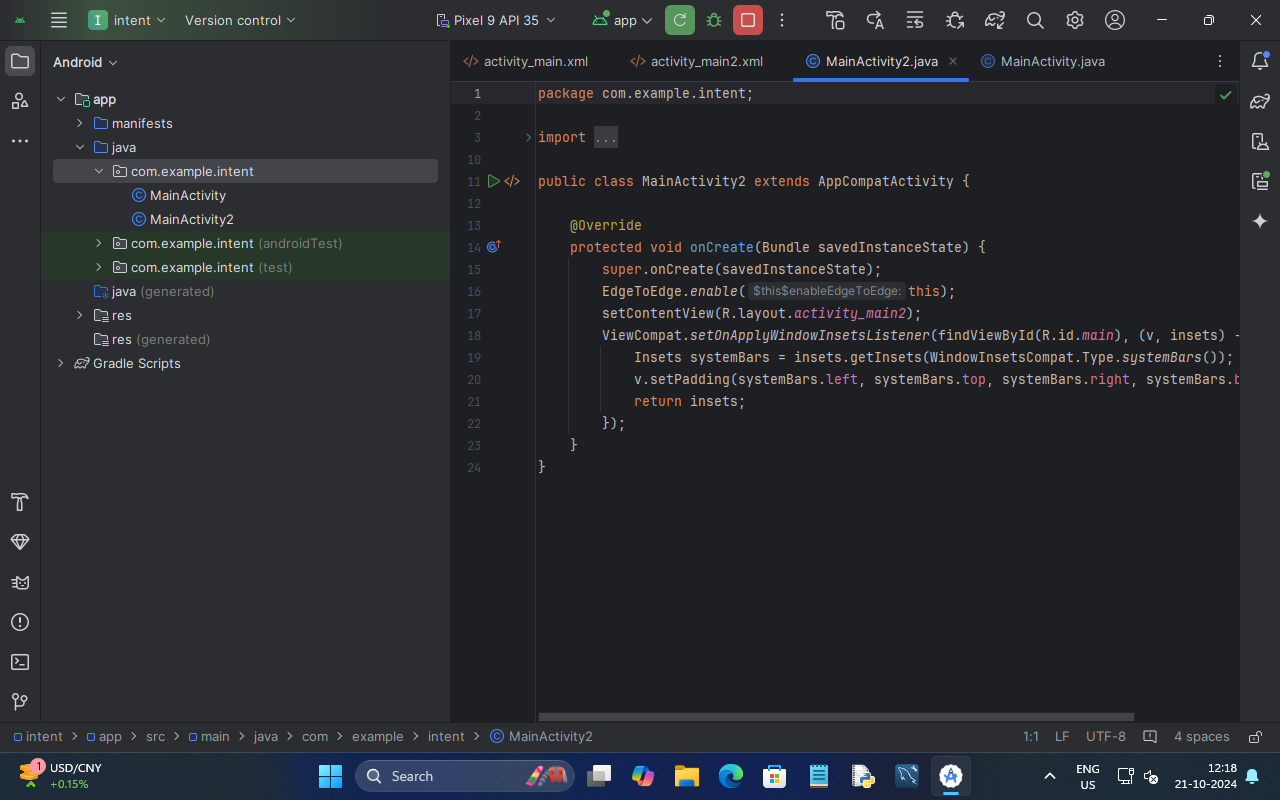 I intent Version control Pixel 9 API 35 app
Android
activity_main.xml activity_main2.xml MainActivity2.java MainActivity.java
app
manifests
java
com.example.intent
MainActivity
MainActivity2
com.example.intent (androidTest)
com.example.intent (test)
java (generated)
res
res (generated)
Gradle Scripts
1 package com.example.intent;
2
3 import ...
10
11 public class MainActivity2 extends AppCompatActivity {
12
13 @Override
14 protected void onCreate(Bundle savedInstanceState) {
15 super.onCreate(savedInstanceState);
16 EdgeToEdge.enable( $this$enableEdgeToEdge: this);
17 setContentView(R.layout.activity_main2);
18 ViewCompat.setOnApplyWindowInsetsListener(findViewById(R.id.main), (v, insets) -
19 Insets systemBars = insets.getInsets(WindowInsetsCompat.Type.systemBars());
20 v.setPadding(systemBars.left, systemBars.top, systemBars.right, systemBars.b
21 return insets;
22 });
23 }
24 }
intent app src main java com example intent MainActivity2 1:1 LF UTF-8 4 spaces
1 USD/CNY
+0.15%
Search
ENG
US
12:18
21-10-2024